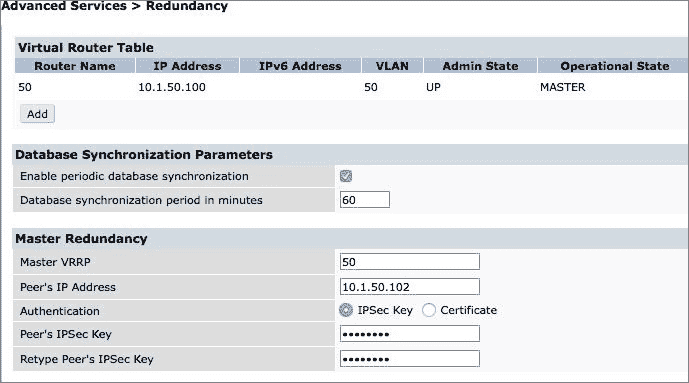 Advanced Services > Redundancy
Virtual Router Table
Router Name IP Address IPv6 Address VLAN Admin State Operational State
50 10.1.50.100 50 UP MASTER
Add
Database Synchronization Parameters
Enable periodic database synchronization
Database synchronization period in minutes 60
Master Redundancy
Master VRRP 50
Peer's IP Address 10.1.50.102
Authentication IPSec Key Certificate
Peer's IPSec Key ••••••••
Retype Peer's IPSec Key ••••••••